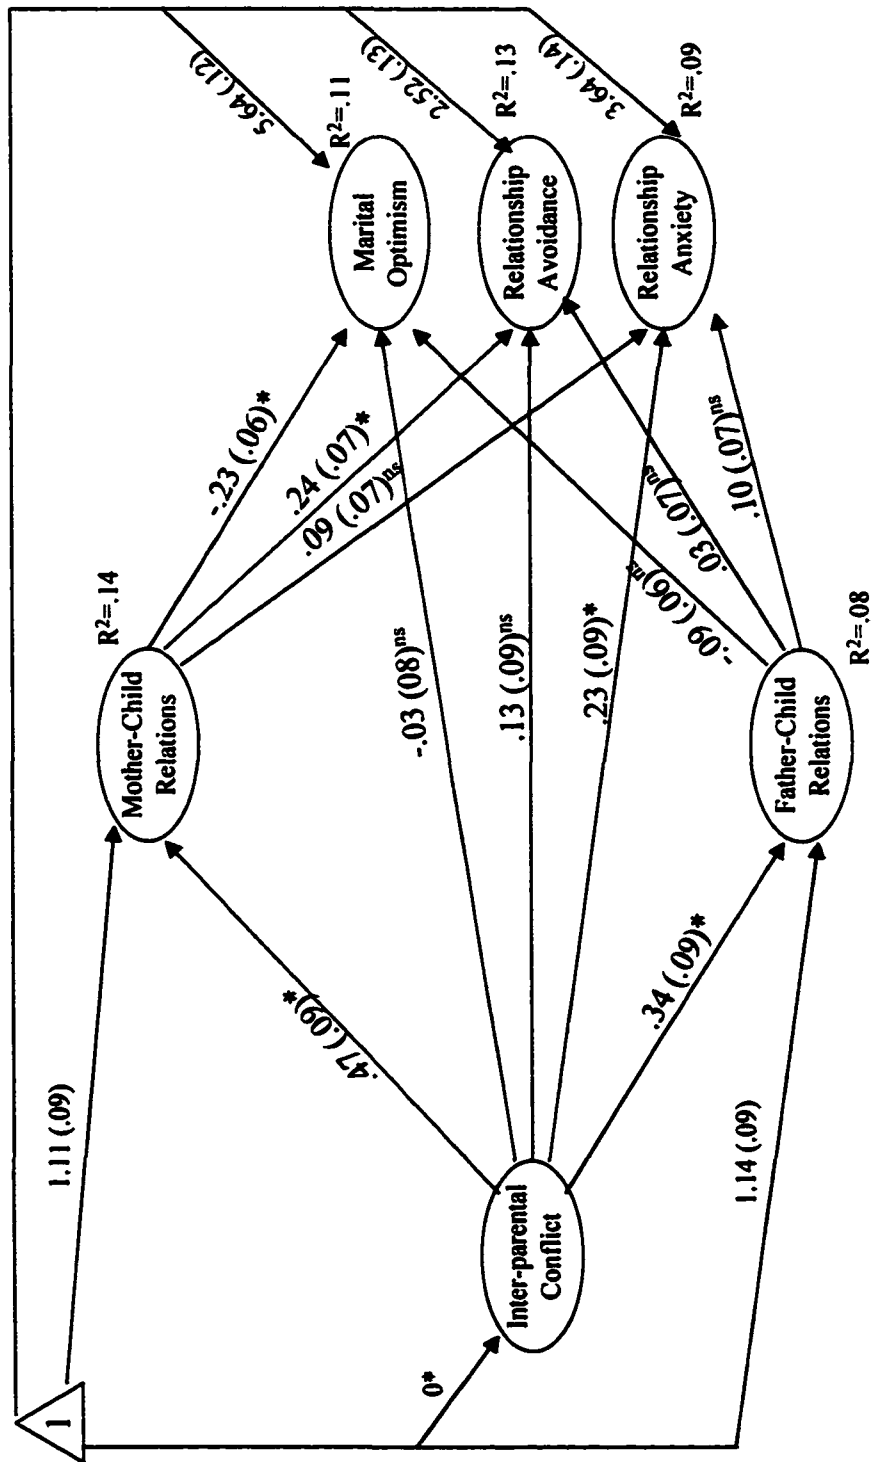 1
1.11 (.09)
0*
1.14 (.09)
Inter-parental
Conflict
.47 (.09)*
.34 (.09)*
Mother-Child
Relations
R²=.14
Father-Child
Relations
R²=.08
-.23 (.06)*
.24 (.07)*
.09 (.07)ns
-.03 (08)ns
.13 (.09)ns
.23 (.09)*
-.09 (.06)ns
.03 (.07)ns
.10 (.07)ns
Marital
Optimism
R²=.11
5.64 (.12)
Relationship
Avoidance
R²=.13
2.52 (.13)
Relationship
Anxiety
R²=.09
3.64 (.14)